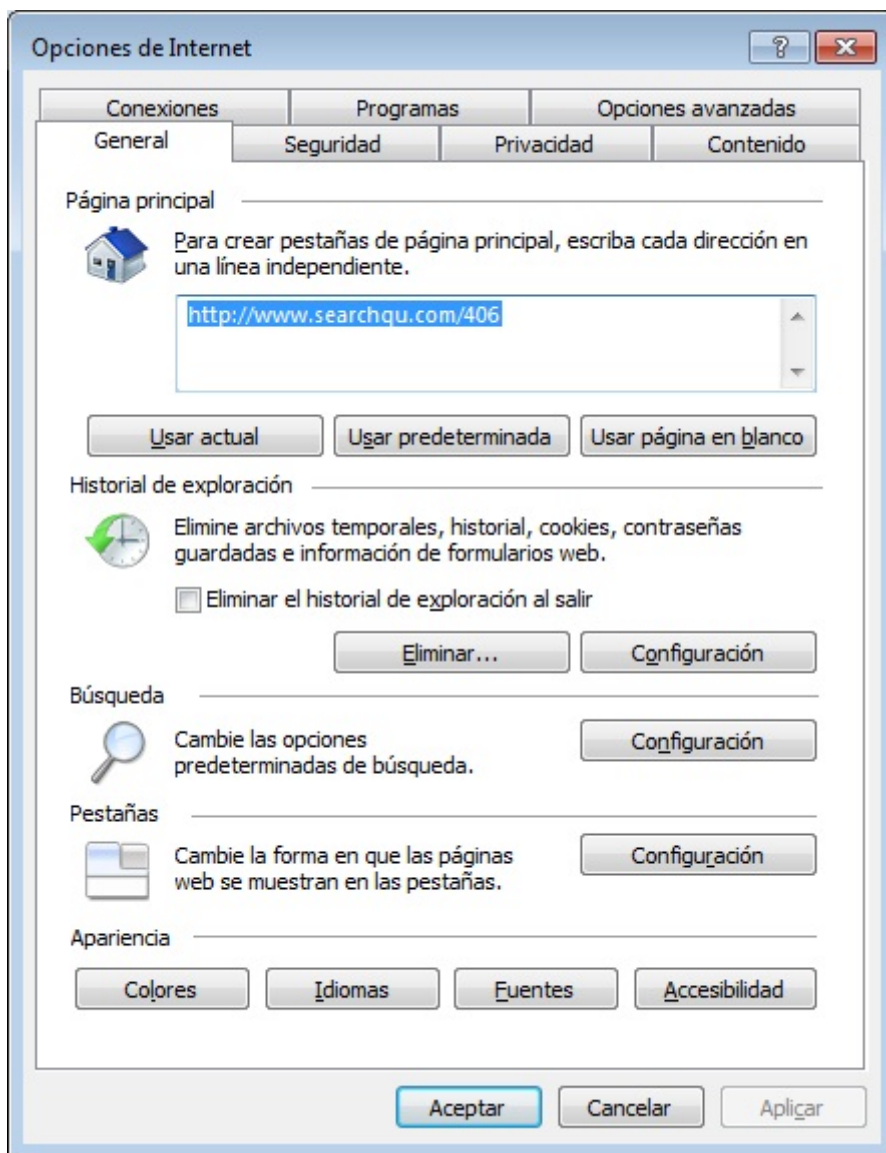 Opciones de Internet
Conexiones Programas Opciones avanzadas
General Seguridad Privacidad Contenido
Página principal
Para crear pestañas de página principal, escriba cada dirección en
una línea independiente.
http://www.searchqu.com/406
Usar actual Usar predeterminada Usar página en blanco
Historial de exploración
Elimine archivos temporales, historial, cookies, contraseñas
guardadas e información de formularios web.
Eliminar el historial de exploración al salir
Eliminar... Configuración
Búsqueda
Cambie las opciones
predeterminadas de búsqueda.
Configuración
Pestañas
Cambie la forma en que las páginas
web se muestran en las pestañas.
Configuración
Apariencia
Colores Idiomas Fuentes Accesibilidad
Aceptar Cancelar Aplicar